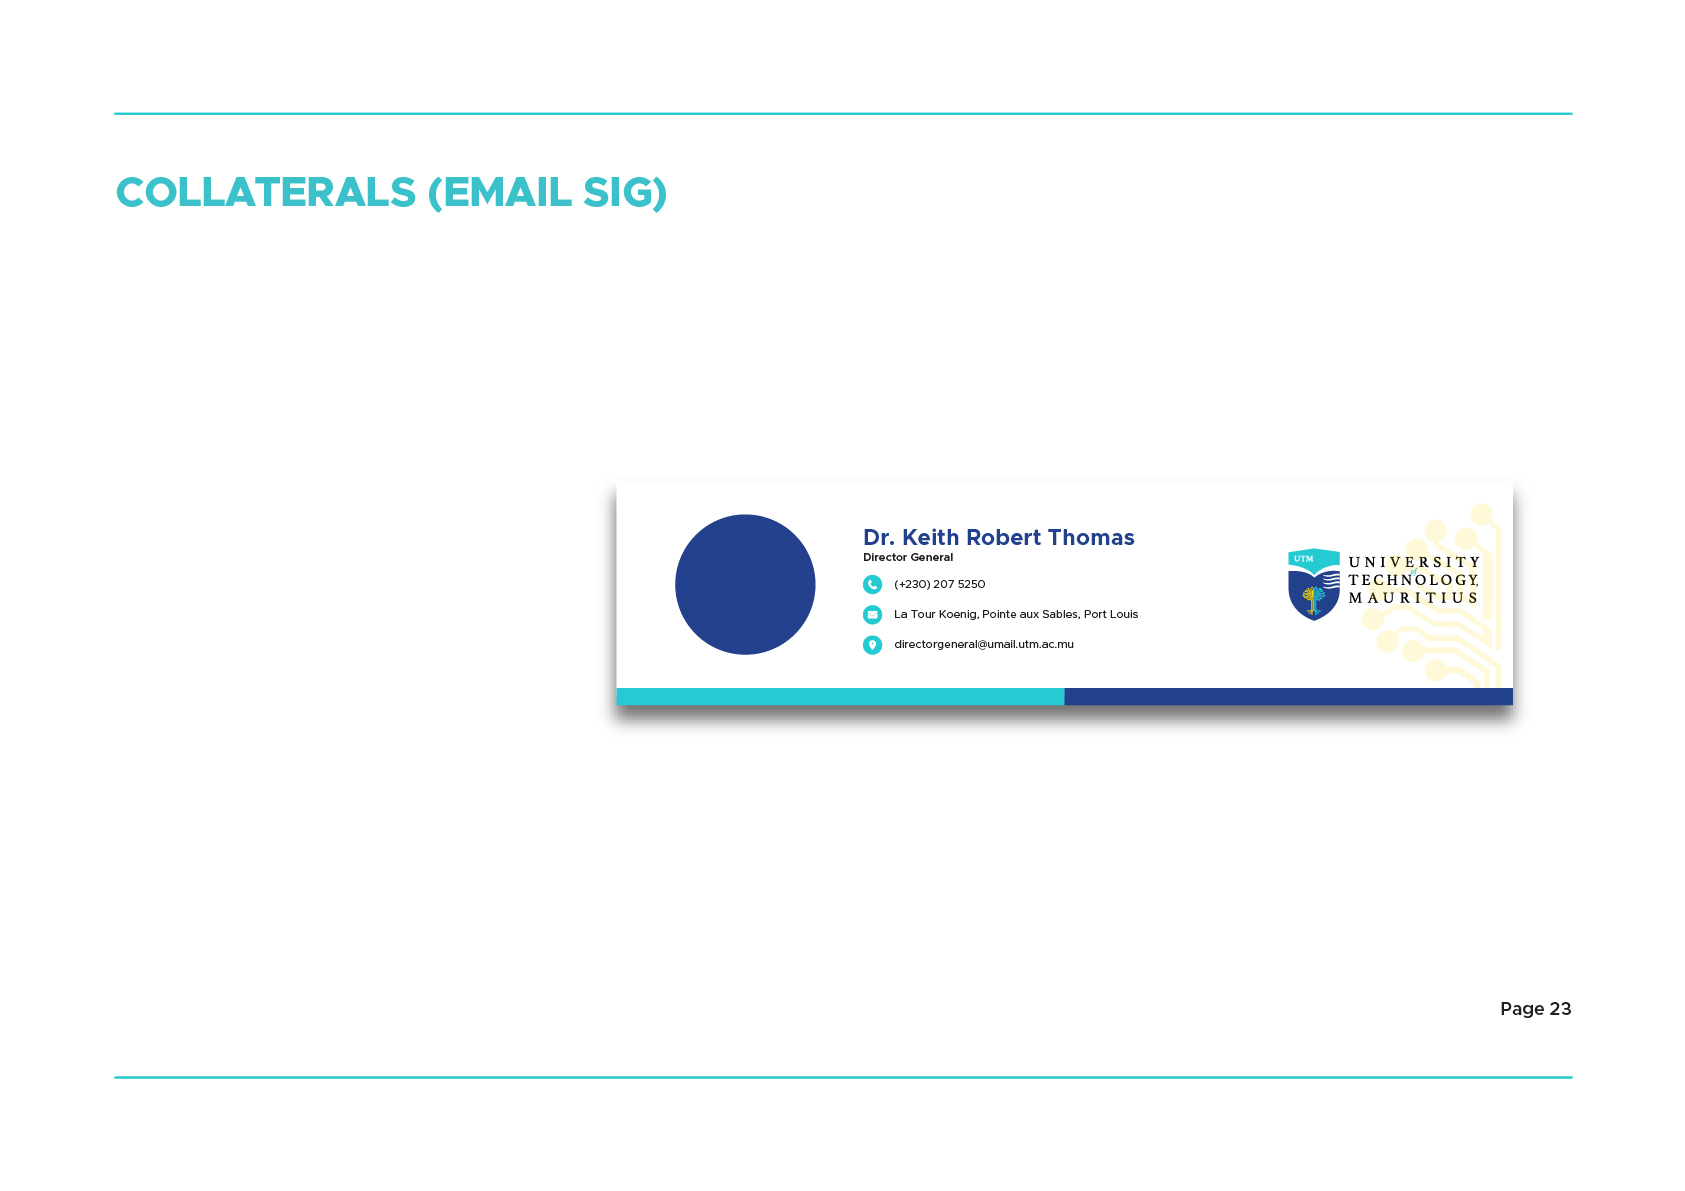 COLLATERALS (EMAIL SIG)
Dr. Keith Robert Thomas
Director General
(+230) 207 5250
La Tour Koenig, Pointe aux Sables, Port Louis
directorgeneral@umail.utm.ac.mu
UTM
UNIVERSITY
of
TECHNOLOGY,
MAURITIUS
Page 23